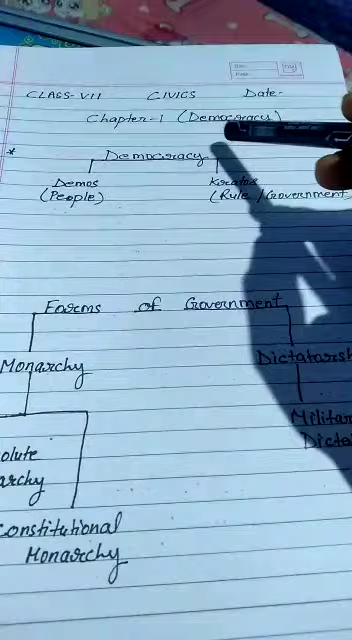 CLASS-VII CIVICS Date-
Chapter-1 (Democracy)
* Democracy
Demos Kratos
(People) (Rule/Government
Forms of Government
Monarchy Dictatorsh
Militar
olute Dicta
archy
Constitutional
Monarchy